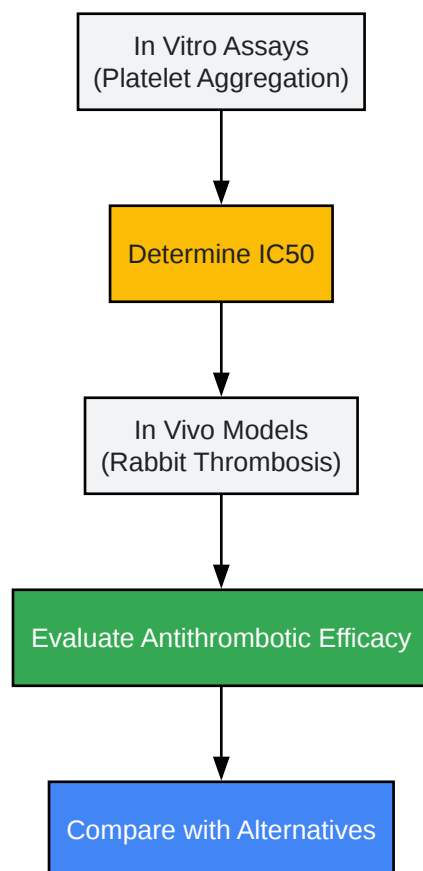 In Vitro Assays
(Platelet Aggregation)
Determine IC50
In Vivo Models
(Rabbit Thrombosis)
Evaluate Antithrombotic Efficacy
Compare with Alternatives